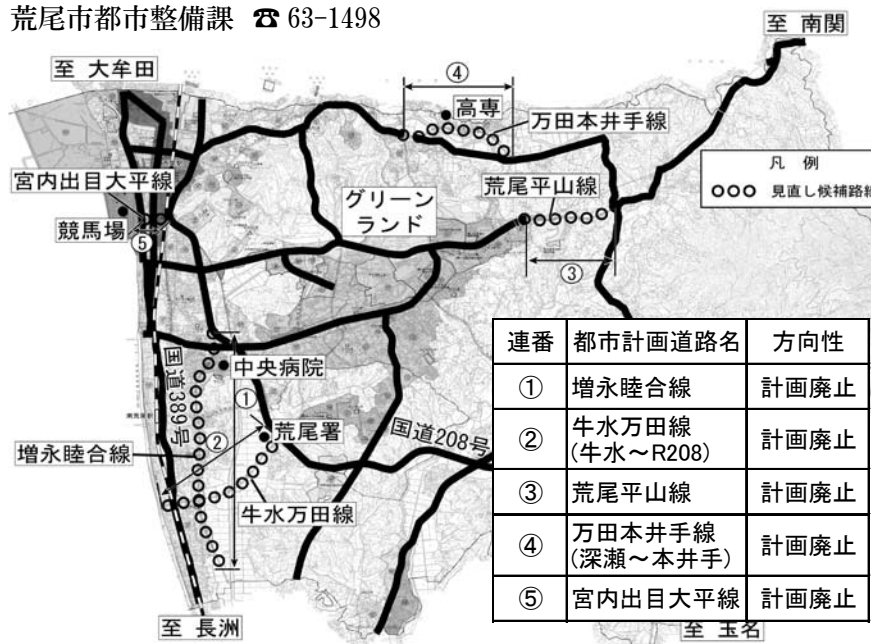 荒尾市都市整備課 ☎ 63-1498
至 南関
至 大牟田
④
高専
万田本井手線
凡 例
○○○ 見直し候補路線
宮内出目大平線
荒尾平山線
グリーン
ランド
競馬場
⑤
③
国道389号
中央病院
①
荒尾署
②
国道208号
増永睦合線
牛水万田線
至 長洲
至 玉名
連番 都市計画道路名 方向性
① 増永睦合線 計画廃止
② 牛水万田線
(牛水~R208) 計画廃止
③ 荒尾平山線 計画廃止
④ 万田本井手線
(深瀬~本井手) 計画廃止
⑤ 宮内出目大平線 計画廃止